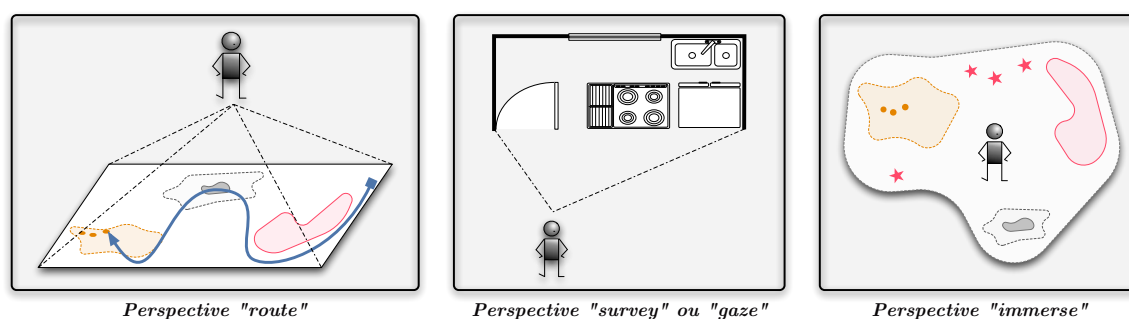 Perspective "route"
Perspective "survey" ou "gaze"
Perspective "immerse"